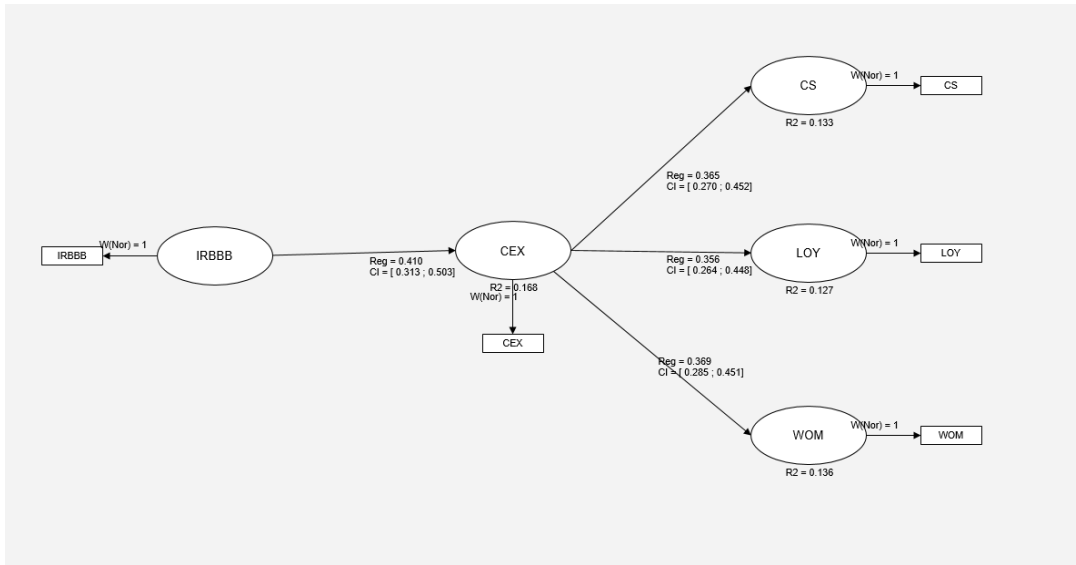 W(Nor) = 1
CS
CS
R2 = 0.133
Reg = 0.365
CI = [ 0.270 ; 0.452]
W(Nor) = 1
IRBBB
IRBBB
Reg = 0.410
CI = [ 0.313 ; 0.503]
CEX
R2 = 0.168
W(Nor) = 1
CEX
Reg = 0.356
CI = [ 0.264 ; 0.448]
W(Nor) = 1
LOY
LOY
R2 = 0.127
Reg = 0.369
CI = [ 0.285 ; 0.451]
W(Nor) = 1
WOM
WOM
R2 = 0.136